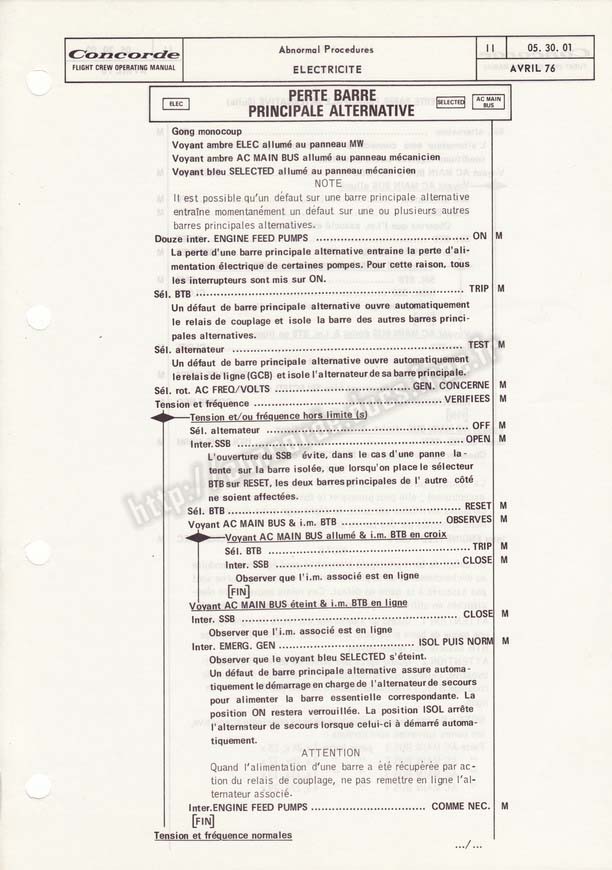 Concorde
FLIGHT CREW OPERATING MANUAL
Abnormal Procedures
ELECTRICITE
11
05. 30. 01
AVRIL 76
ELEC
PERTE BARRE
PRINCIPALE ALTERNATIVE
SELECTED
AC MAIN
BUS
Gong monocoup
Voyant ambre ELEC allumé au panneau MW
Voyant ambre AC MAIN BUS allumé au panneau mécanicien
Voyant bleu SELECTED allumé au panneau mécanicien
NOTE
Il est possible qu'un défaut sur une barre principale alternative
entraîne momentanément un défaut sur une ou plusieurs autres
barres principales alternatives.
Douze inter. ENGINE FEED PUMPS ........................................ ON M
La perte d'une barre principale alternative entraine la perte d'ali-
mentation électrique de certaines pompes. Pour cette raison, tous
les interrupteurs sont mis sur ON.
Sél. BTB .................................................................. TRIP M
Un défaut de barre principale alternative ouvre automatiquement
le relais de couplage et isole la barre des autres barres princi-
pales alternatives.
Sél. alternateur .......................................................... TEST M
Un défaut de barre principale alternative ouvre automatiquement
le relais de ligne (GCB) et isole l'alternateur de sa barre principale.
Sél. rot. AC FREQ/VOLTS .................................... GEN. CONCERNE M
Tension et fréquence .................................................. VERIFIEES M
Tension et/ou fréquence hors limite (s)
Sél. alternateur .................................................. OFF M
Inter. SSB .......................................................... OPEN M
L'ouverture du SSB évite, dans le cas d'une panne la-
tente sur la barre isolée, que lorsqu'on place le sélecteur
BTB sur RESET, les deux barres principales de l' autre côté
ne soient affectées.
Sél. BTB .......................................................... RESET M
Voyant AC MAIN BUS & i.m. BTB .......................... OBSERVES M
Voyant AC MAIN BUS allumé & i.m. BTB en croix
Sél. BTB .................................................. TRIP M
Inter. SSB .................................................. CLOSE M
Observer que l'i.m. associé est en ligne
[FIN]
Voyant AC MAIN BUS éteint & i.m. BTB en ligne
Inter. SSB .................................................. CLOSE M
Observer que l'i.m. associé est en ligne
Inter. EMERG. GEN .................................. ISOL PUIS NORM M
Observer que le voyant bleu SELECTED s'éteint.
Un défaut de barre principale alternative assure automa-
tiquement le démarrage en charge de l'alternateur de secours
pour alimenter la barre essentielle correspondante. La
position ON restera verrouillée. La position ISOL arrête
l'alternateur de secours lorsque celui-ci à démarré automa-
tiquement.
ATTENTION
Quand l'alimentation d'une barre a été récupérée par ac-
tion du relais de couplage, ne pas remettre en ligne l'al-
ternateur associé.
Inter. ENGINE FEED PUMPS .............................. COMME NEC. M
[FIN]
Tension et fréquence normales
.../...